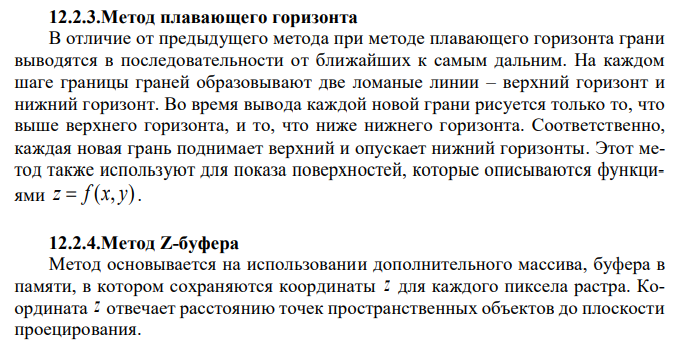 12.2.3.Метод плавающего горизонта
В отличие от предыдущего метода при методе плавающего горизонта грани
выводятся в последовательности от ближайших к самым дальним. На каждом
шаге границы граней образовывают две ломаные линии – верхний горизонт и
нижний горизонт. Во время вывода каждой новой грани рисуется только то, что
выше верхнего горизонта, и то, что ниже нижнего горизонта. Соответственно,
каждая новая грань поднимает верхний и опускает нижний горизонты. Этот ме-
тод также используют для показа поверхностей, которые описываются функци-
ями z = f(x, y).
12.2.4.Метод Z-буфера
Метод основывается на использовании дополнительного массива, буфера в
памяти, в котором сохраняются координаты z для каждого пиксела растра. Ко-
ордината z отвечает расстоянию точек пространственных объектов до плоскости
проецирования.